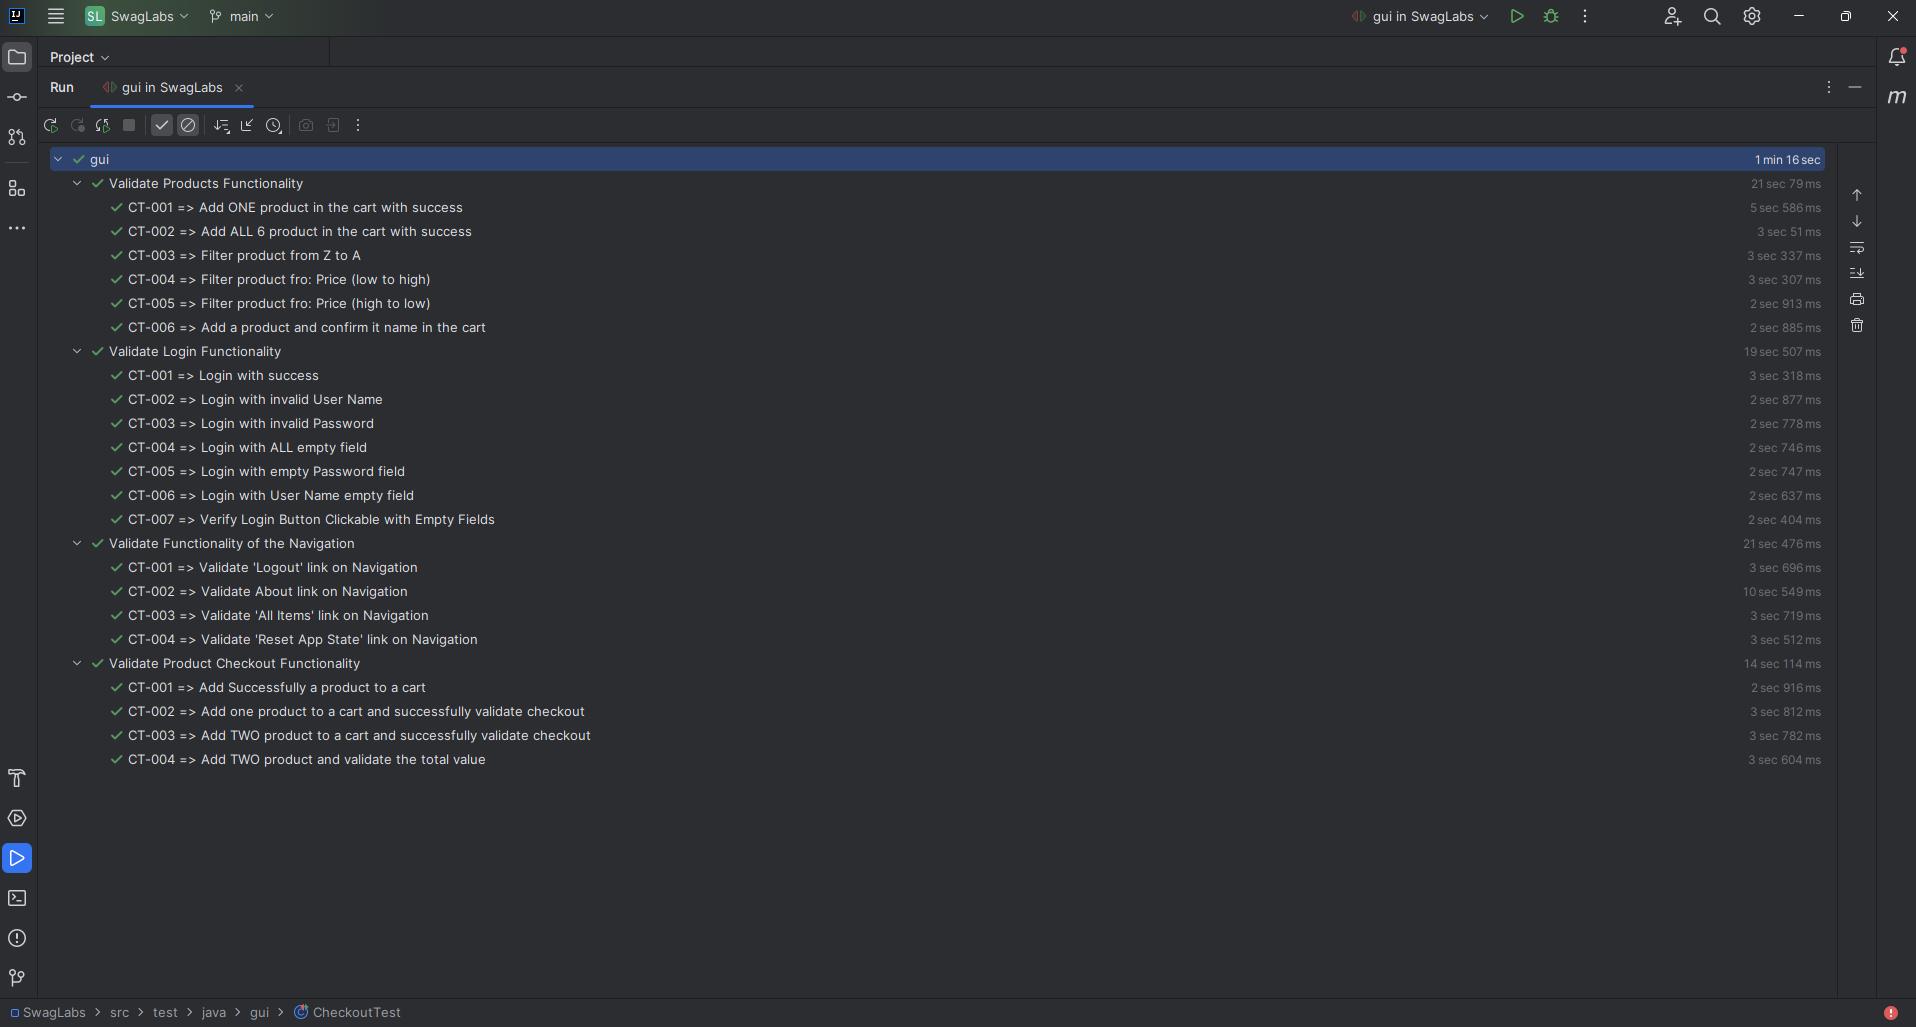 SL SwagLabs main gui in SwagLabs
Project
Run gui in SwagLabs
m
gui 1 min 16 sec
Validate Products Functionality 21 sec 79 ms
CT-001 => Add ONE product in the cart with success 5 sec 586 ms
CT-002 => Add ALL 6 product in the cart with success 3 sec 51 ms
CT-003 => Filter product from Z to A 3 sec 337 ms
CT-004 => Filter product fro: Price (low to high) 3 sec 307 ms
CT-005 => Filter product fro: Price (high to low) 2 sec 913 ms
CT-006 => Add a product and confirm it name in the cart 2 sec 885 ms
Validate Login Functionality 19 sec 507 ms
CT-001 => Login with success 3 sec 318 ms
CT-002 => Login with invalid User Name 2 sec 877 ms
CT-003 => Login with invalid Password 2 sec 778 ms
CT-004 => Login with ALL empty field 2 sec 746 ms
CT-005 => Login with empty Password field 2 sec 747 ms
CT-006 => Login with User Name empty field 2 sec 637 ms
CT-007 => Verify Login Button Clickable with Empty Fields 2 sec 404 ms
Validate Functionality of the Navigation 21 sec 476 ms
CT-001 => Validate 'Logout' link on Navigation 3 sec 696 ms
CT-002 => Validate About link on Navigation 10 sec 549 ms
CT-003 => Validate 'All Items' link on Navigation 3 sec 719 ms
CT-004 => Validate 'Reset App State' link on Navigation 3 sec 512 ms
Validate Product Checkout Functionality 14 sec 114 ms
CT-001 => Add Successfully a product to a cart 2 sec 916 ms
CT-002 => Add one product to a cart and successfully validate checkout 3 sec 812 ms
CT-003 => Add TWO product to a cart and successfully validate checkout 3 sec 782 ms
CT-004 => Add TWO product and validate the total value 3 sec 604 ms
SwagLabs > src > test > java > gui > CheckoutTest